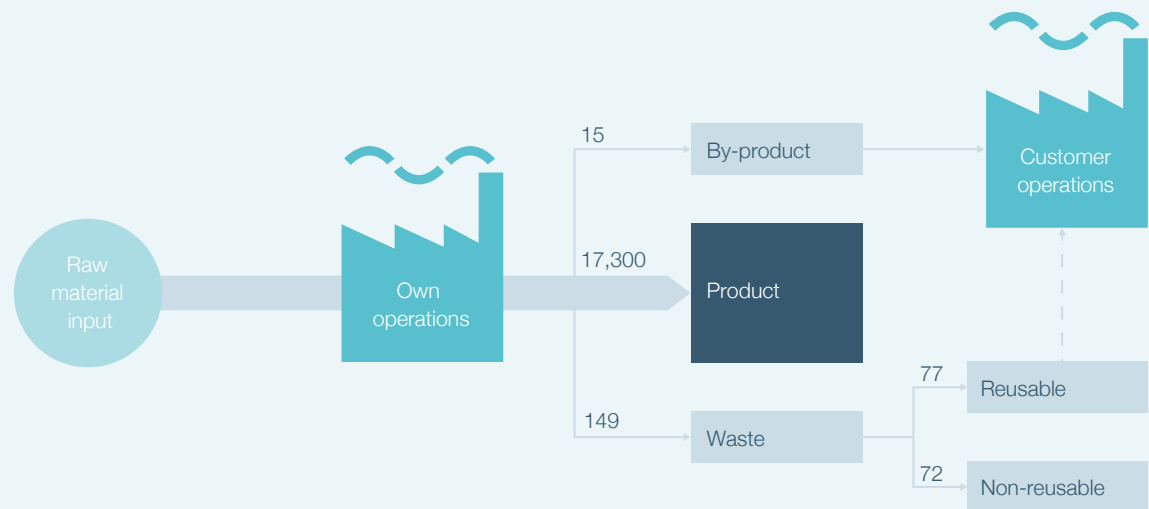 Raw
material
input
Own
operations
15
By-product
Customer
operations
17,300
Product
149
Waste
77
Reusable
72
Non-reusable